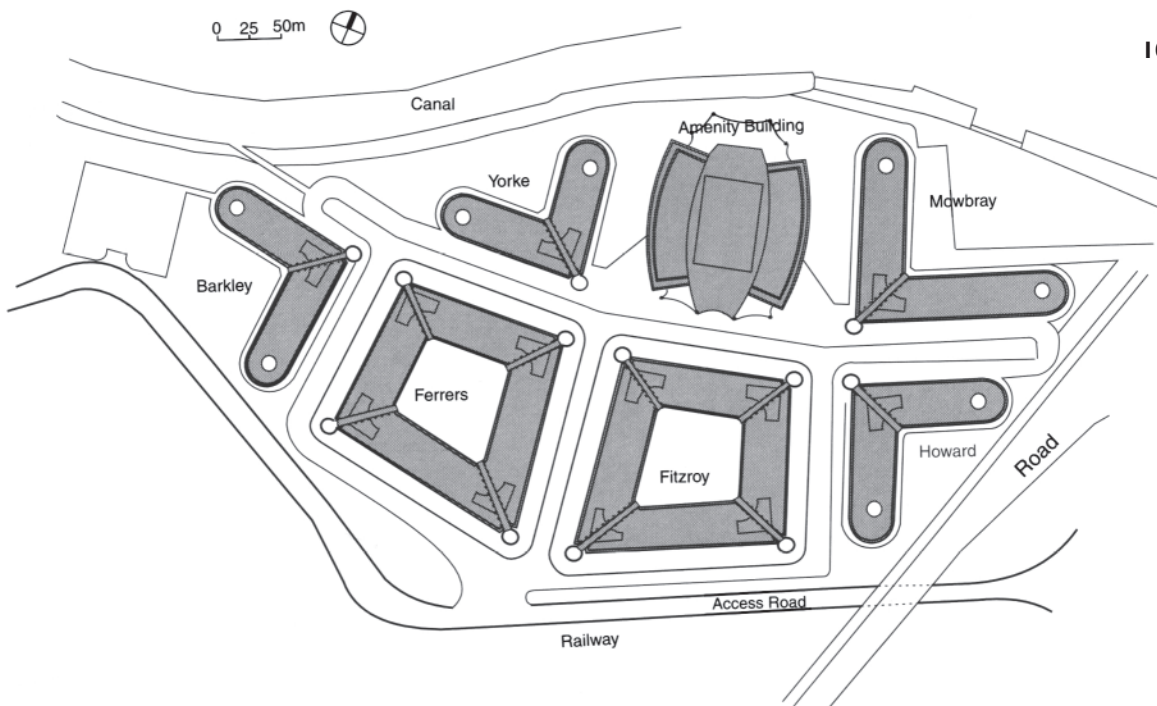 0 25 50m
Canal
Amenity Building
Yorke
Mowbray
Barkley
Ferrers
Fitzroy
Howard
Road
Access Road
Railway